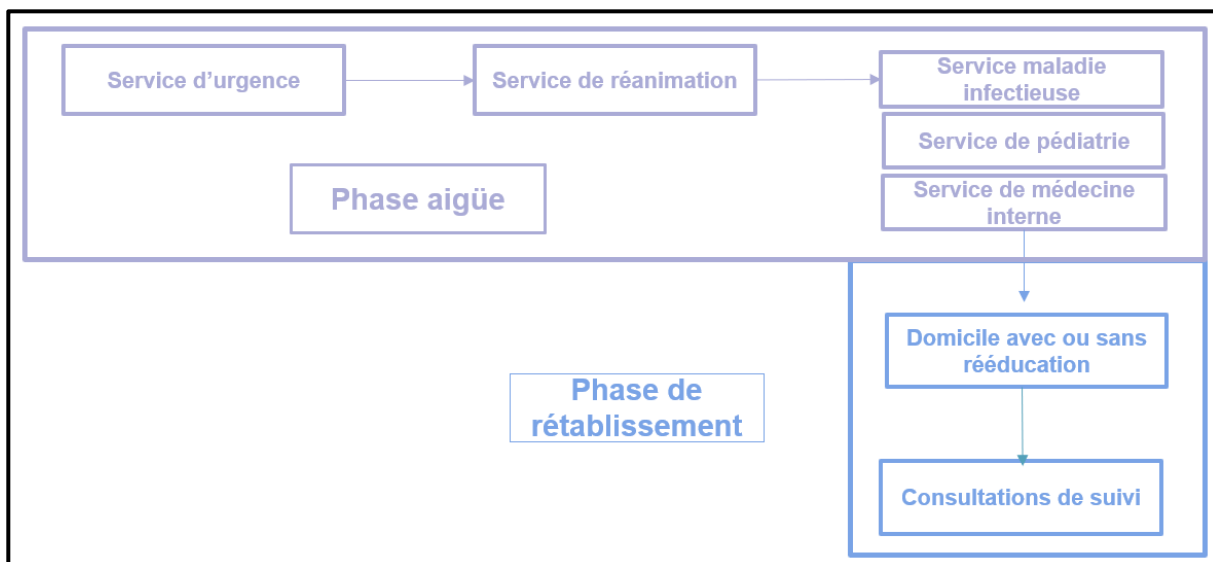 Service d’urgence
Service de réanimation
Service maladie
infectieuse
Service de pédiatrie
Phase aigüe
Service de médecine
interne
Domicile avec ou sans
rééducation
Phase de
rétablissement
Consultations de suivi